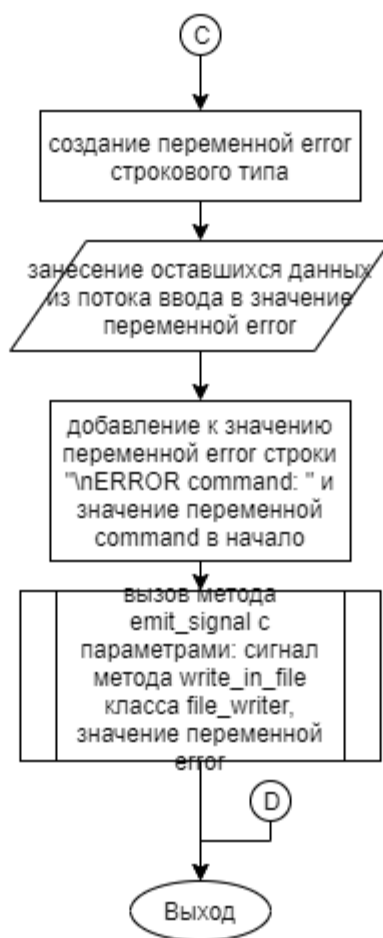 C
создание переменной error
строкового типа
занесение оставшихся данных
из потока ввода в значение
переменной error
добавление к значению
переменной error строки
"\nERROR command: " и
значение переменной
command в начало
вызов метода
emit_signal с
параметрами: сигнал
метода write_in_file
класса file_writer,
значение переменной
error
D
Выход